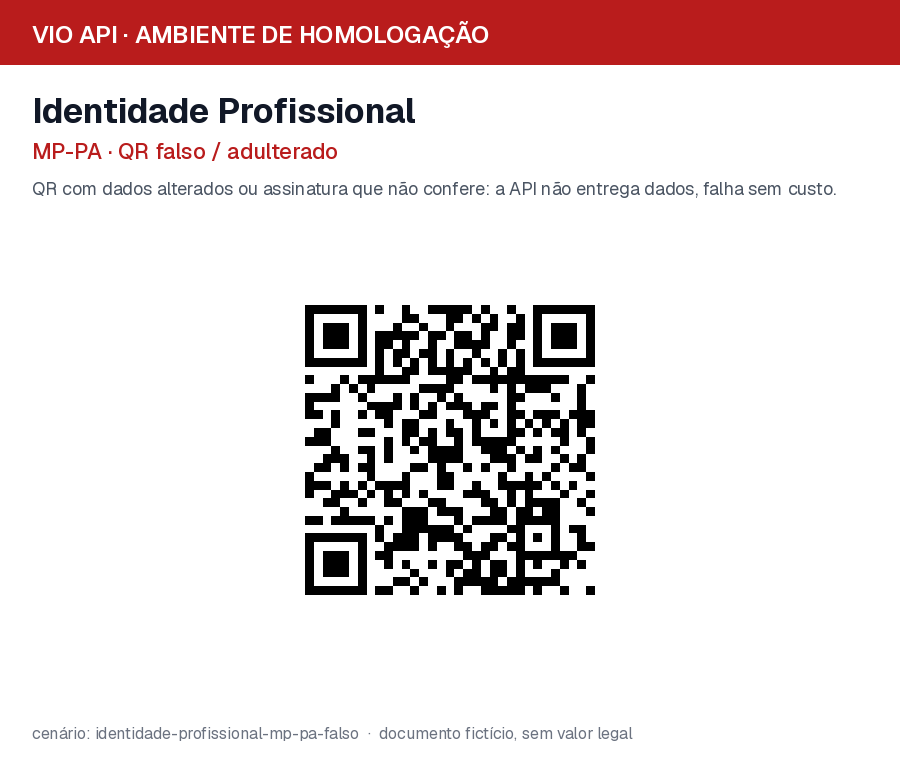 VIO API · AMBIENTE DE HOMOLOGAÇÃO
Identidade Profissional
MP-PA · QR falso / adulterado
QR com dados alterados ou assinatura que não confere: a API não entrega dados, falha sem custo.
cenário: identidade-profissional-mp-pa-falso · documento fictício, sem valor legal